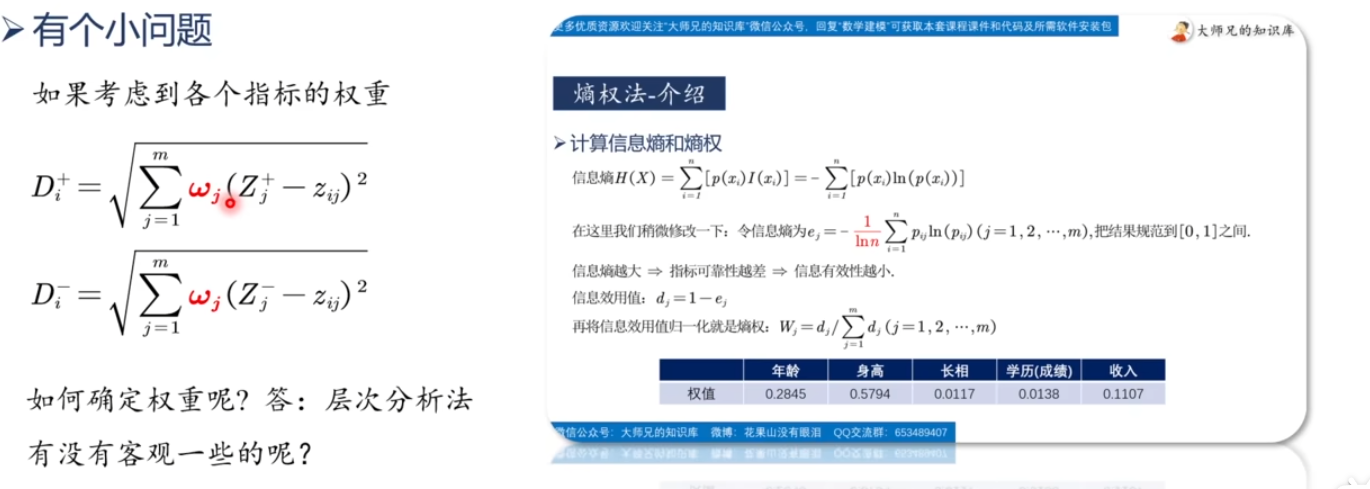 ➢ 有个小问题
如果考虑到各个指标的权重
D_i^+ = \sqrt{\sum_{j=1}^{m} ω_j (Z_j^+ - z_{ij})^2}
D_i^- = \sqrt{\sum_{j=1}^{m} ω_j (Z_j^- - z_{ij})^2}
如何确定权重呢？答：层次分析法
有没有客观一些的呢？
更多优质资源欢迎关注“大师兄的知识库”微信公众号，回复“数学建模”可获取本套课程课件和代码及所需软件安装包
大师兄的知识库
熵权法-介绍
➢ 计算信息熵和熵权
信息熵H(X) = \sum_{i=1}^{n} [p(x_i)I(x_i)] = - \sum_{i=1}^{n} [p(x_i)ln(p(x_i))]
在这里我们稍微修改一下：令信息熵为e_j = - \frac{1}{ln n} \sum_{i=1}^{n} p_{ij}ln(p_{ij}) (j=1,2,⋯,m),把结果规范到[0,1]之间.
信息熵越大 ⇒ 指标可靠性越差 ⇒ 信息有效性越小.
信息效用值：d_j = 1 - e_j
再将信息效用值归一化就是熵权：W_j = d_j / \sum_{j=1}^{m} d_j (j=1,2,⋯,m)
年龄 身高 长相 学历(成绩) 收入
权值 0.2845 0.5794 0.0117 0.0138 0.1107
微信公众号：大师兄的知识库 微博：花果山没有眼泪 QQ交流群：653489407